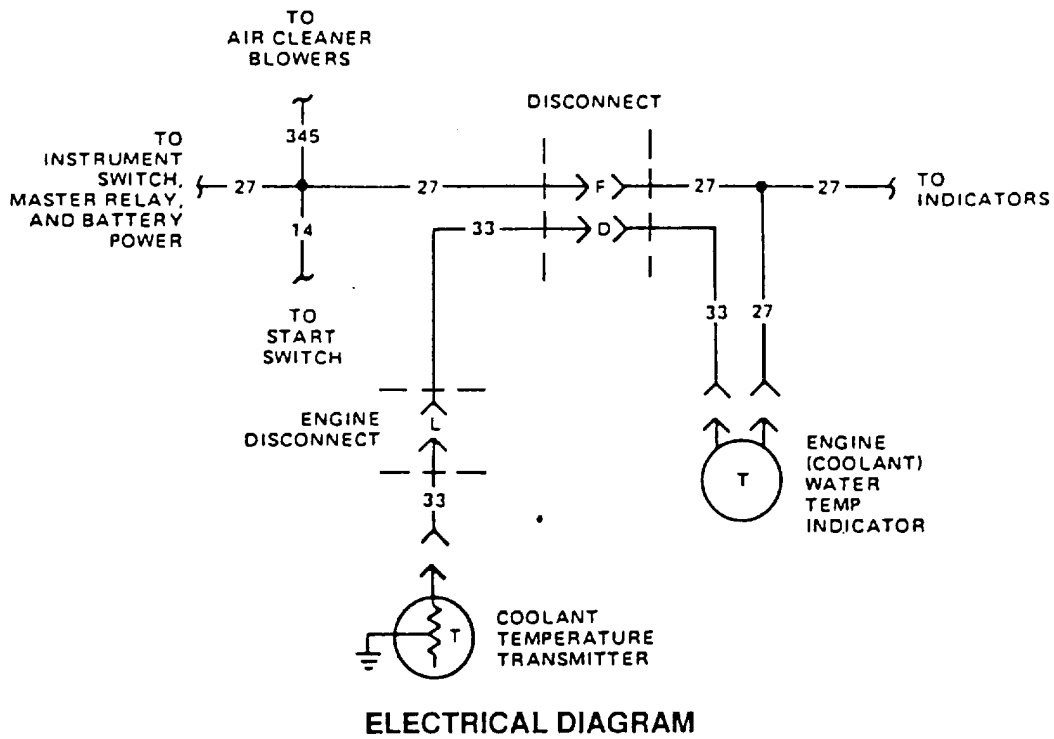 TO
AIR CLEANER
BLOWERS
DISCONNECT
345
TO
INSTRUMENT
SWITCH,
MASTER RELAY,
AND BATTERY
POWER
27
27
F
27
27
TO
INDICATORS
14
33
D
TO
START
SWITCH
33
27
ENGINE
DISCONNECT
L
33
T
ENGINE
(COOLANT)
WATER
TEMP
INDICATOR
T
COOLANT
TEMPERATURE
TRANSMITTER
ELECTRICAL DIAGRAM